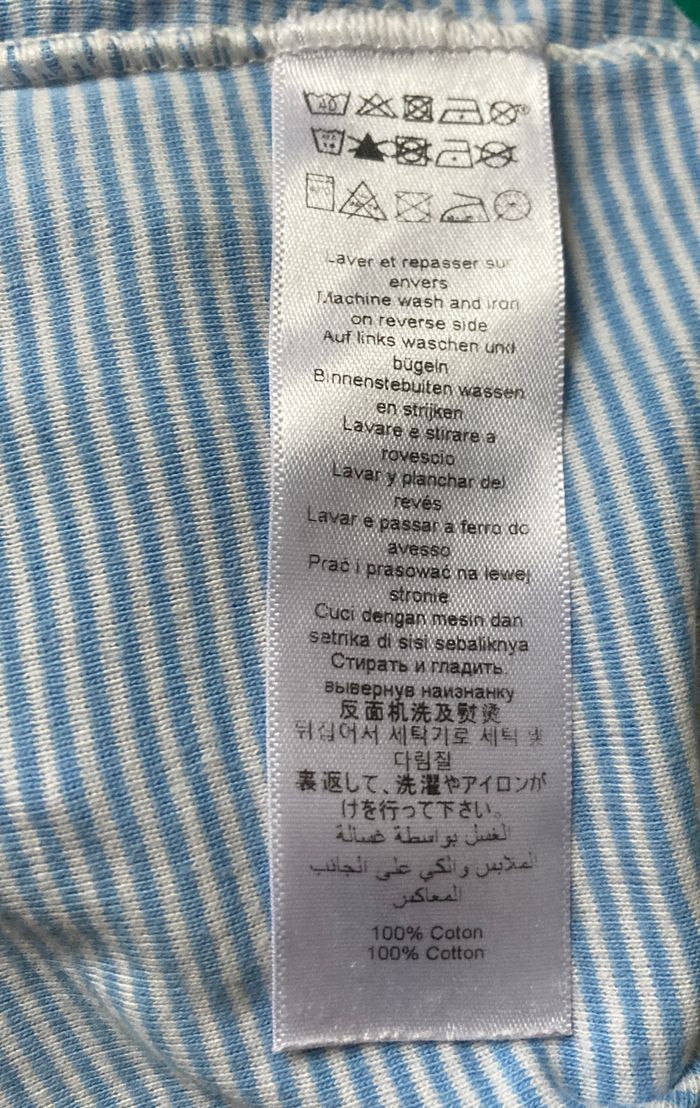 40
Laver et repasser sur
envers
Machine wash and iron
on reverse side
Auf links waschen und
bügeln
Binnenstebuiten wassen
en strijken
Lavare e stirare a
rovescio
Lavar y planchar del
revés
Lavar e passar a ferro do
avesso
Prać i prasować na lewej
stronie
Cuci dengan mesin dan
setrika di sisi sebaliknya
Стирать и гладить.
вывернув наизнанку
反面机洗及熨烫
뒤집어서 세탁기로 세탁 및
다림질
裏返して、洗濯やアイロンが
けを行って下さい。
الغسل بواسطة غسالة
الملابس والكي على الجانب
المعاكس
100% Coton
100% Cotton